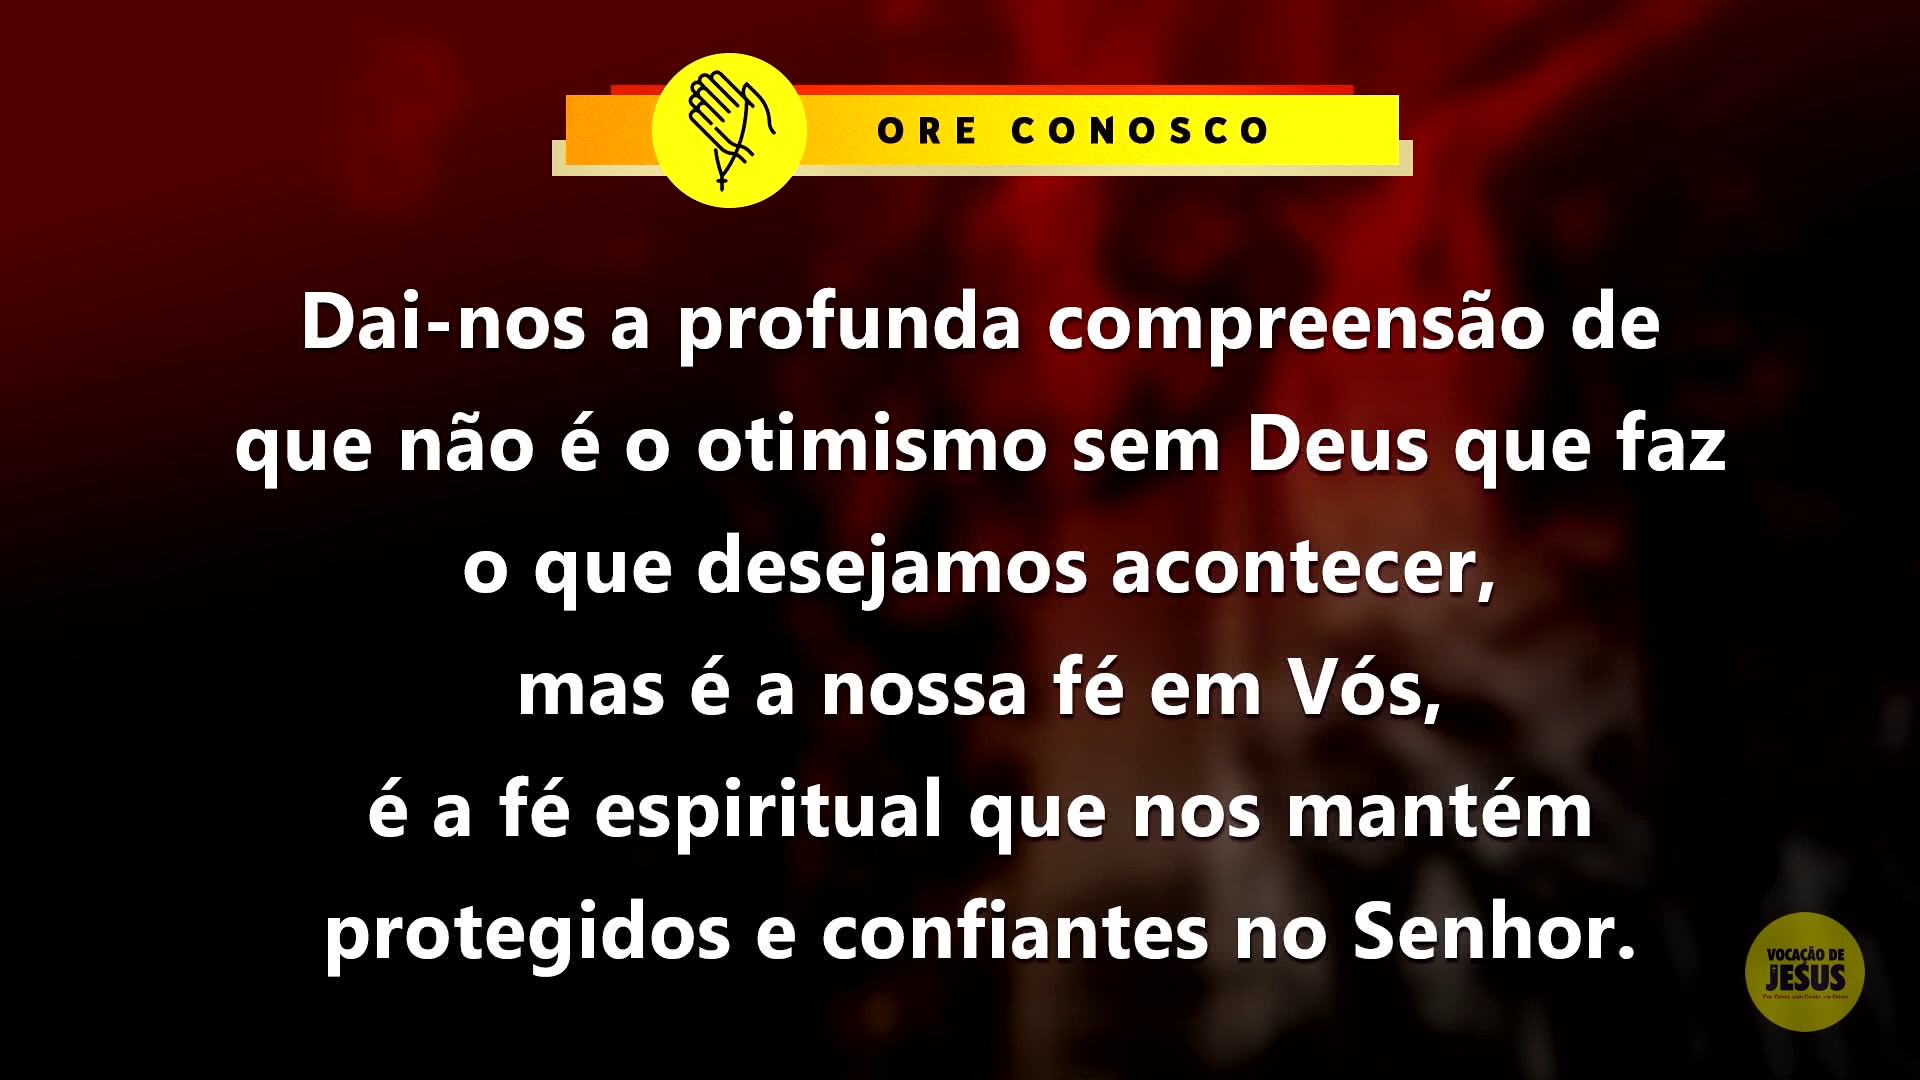 ORE CONOSCO
Dai-nos a profunda compreensão de
que não é o otimismo sem Deus que faz
o que desejamos acontecer,
mas é a nossa fé em Vós,
é a fé espiritual que nos mantém
protegidos e confiantes no Senhor.
VOCAÇÃO DE
JESUS